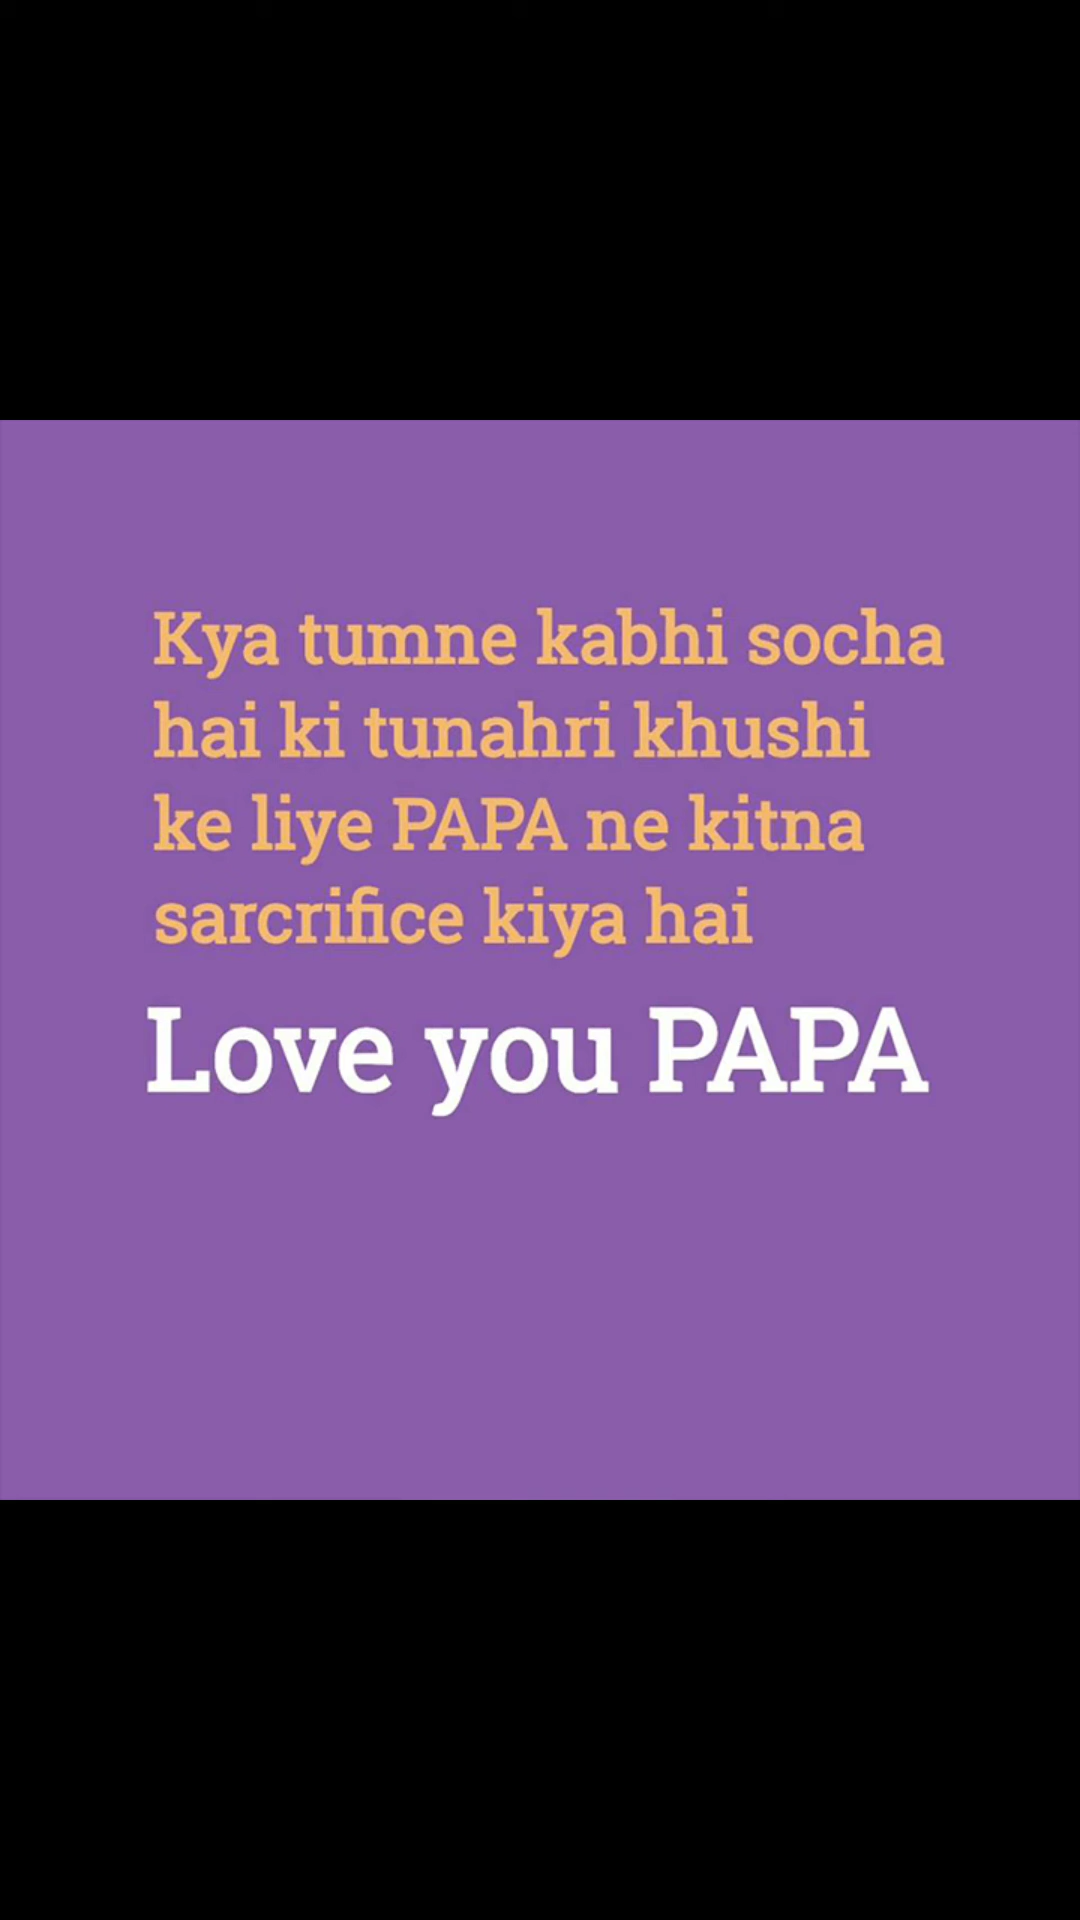 Kya tumne kabhi socha
hai ki tunahri khushi
ke liye PAPA ne kitna
sarcrifice kiya hai
Love you PAPA